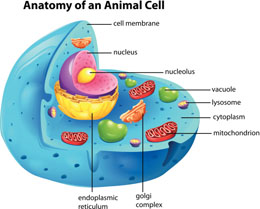 Anatomy of an Animal Cell
cell membrane
nucleus
nucleolus
vacuole
lysosome
cytoplasm
mitochondrion
endoplasmic
reticulum
golgi
complex